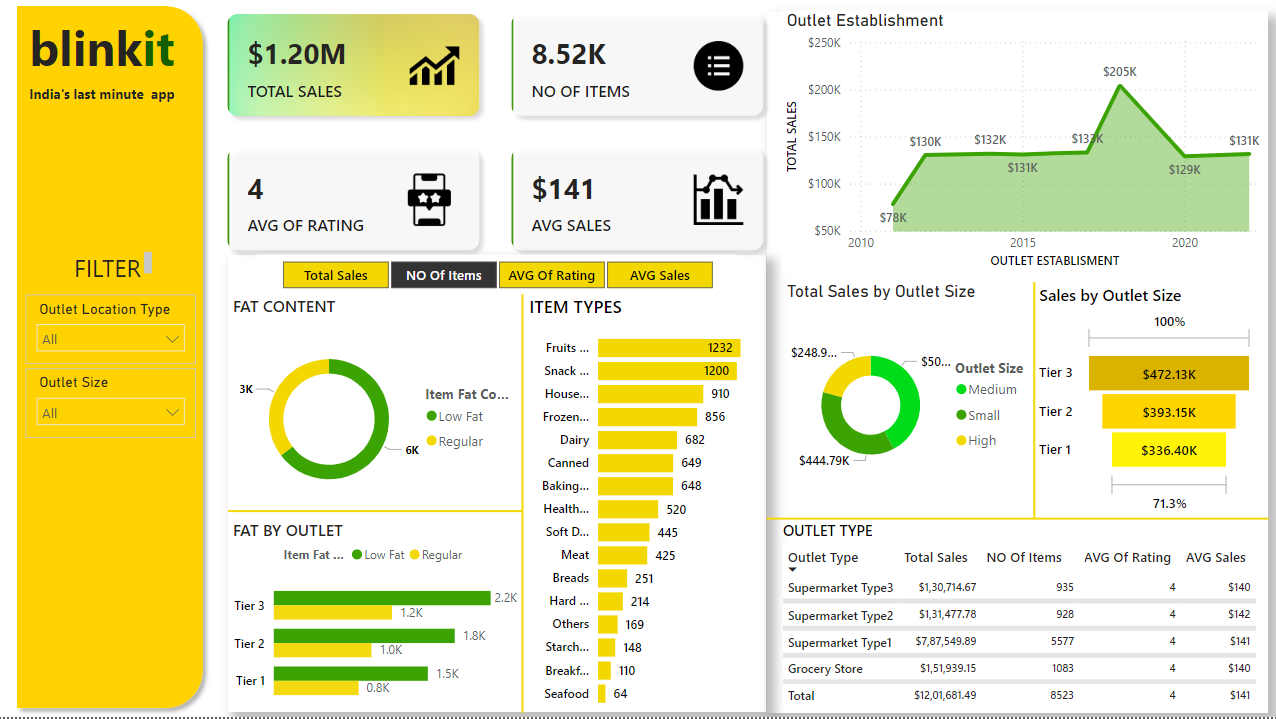 blinkit
India's last minute app
FILTER
Outlet Location Type
All
Outlet Size
All
$1.20M
TOTAL SALES
8.52K
NO OF ITEMS
4
AVG OF RATING
$141
AVG SALES
Total Sales
NO Of Items
AVG Of Rating
AVG Sales
FAT CONTENT
3K
6K
Item Fat Co...
Low Fat
Regular
FAT BY OUTLET
Item Fat ... Low Fat Regular
Tier 3 2.2K
1.2K
Tier 2 1.8K
1.0K
Tier 1 1.5K
0.8K
ITEM TYPES
Fruits ... 1232
Snack ... 1200
House... 910
Frozen... 856
Dairy 682
Canned 649
Baking... 648
Health... 520
Soft D... 445
Meat 425
Breads 251
Hard ... 214
Others 169
Starch... 148
Breakf... 110
Seafood 64
Outlet Establishment
TOTAL SALES
$250K
$200K
$150K
$100K
$50K
$78K
$130K
$132K
$131K
$133K
$205K
$129K
$131K
2010 2015 2020
OUTLET ESTABLISMENT
Total Sales by Outlet Size
$248.9...
$50...
$444.79K
Outlet Size
Medium
Small
High
Sales by Outlet Size
100%
Tier 3 $472.13K
Tier 2 $393.15K
Tier 1 $336.40K
71.3%
OUTLET TYPE
Outlet Type Total Sales NO Of Items AVG Of Rating AVG Sales
Supermarket Type3 $1,30,714.67 935 4 $140
Supermarket Type2 $1,31,477.78 928 4 $142
Supermarket Type1 $7,87,549.89 5577 4 $141
Grocery Store $1,51,939.15 1083 4 $140
Total $12,01,681.49 8523 4 $141